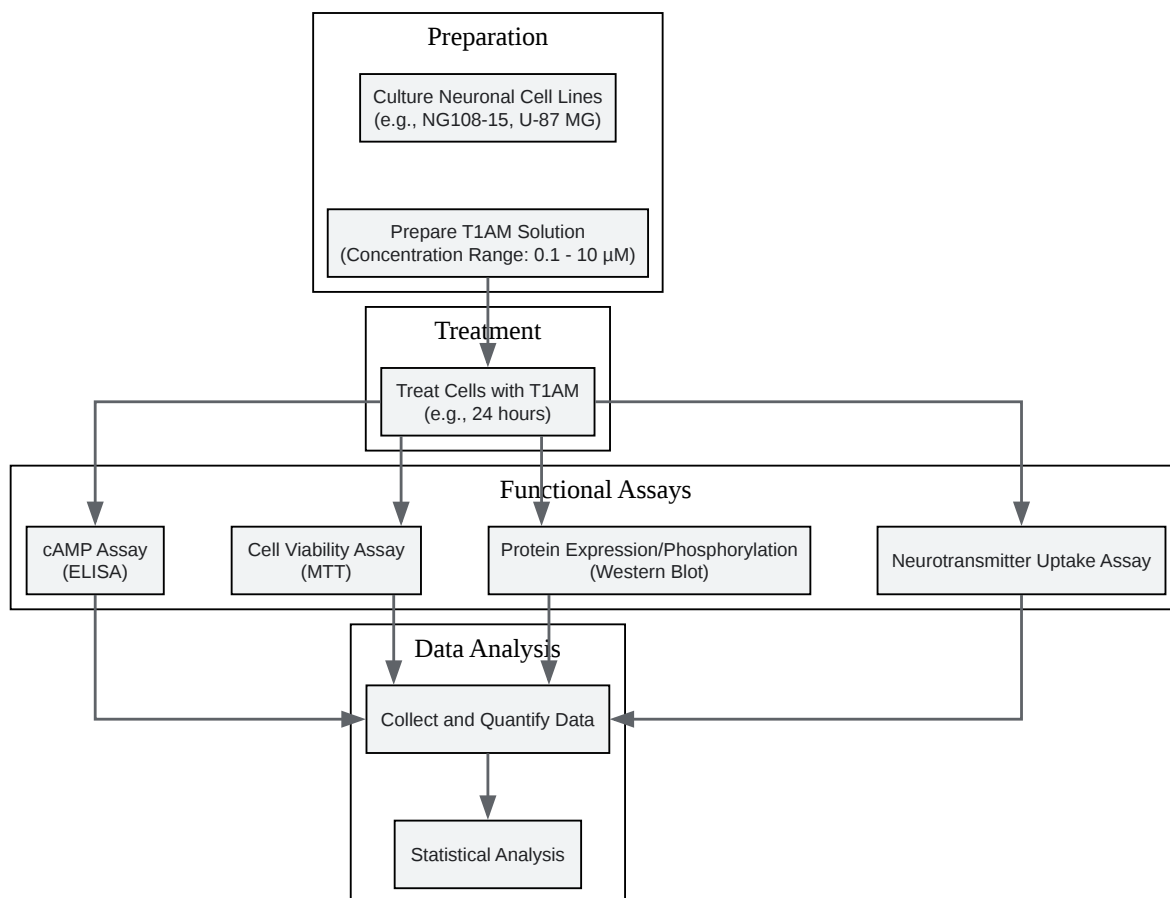 Preparation
Culture Neuronal Cell Lines
(e.g., NG108-15, U-87 MG)
Prepare T1AM Solution
(Concentration Range: 0.1 - 10 µM)
Treatment
Treat Cells with T1AM
(e.g., 24 hours)
Functional Assays
cAMP Assay
(ELISA)
Cell Viability Assay
(MTT)
Protein Expression/Phosphorylation
(Western Blot)
Neurotransmitter Uptake Assay
Data Analysis
Collect and Quantify Data
Statistical Analysis